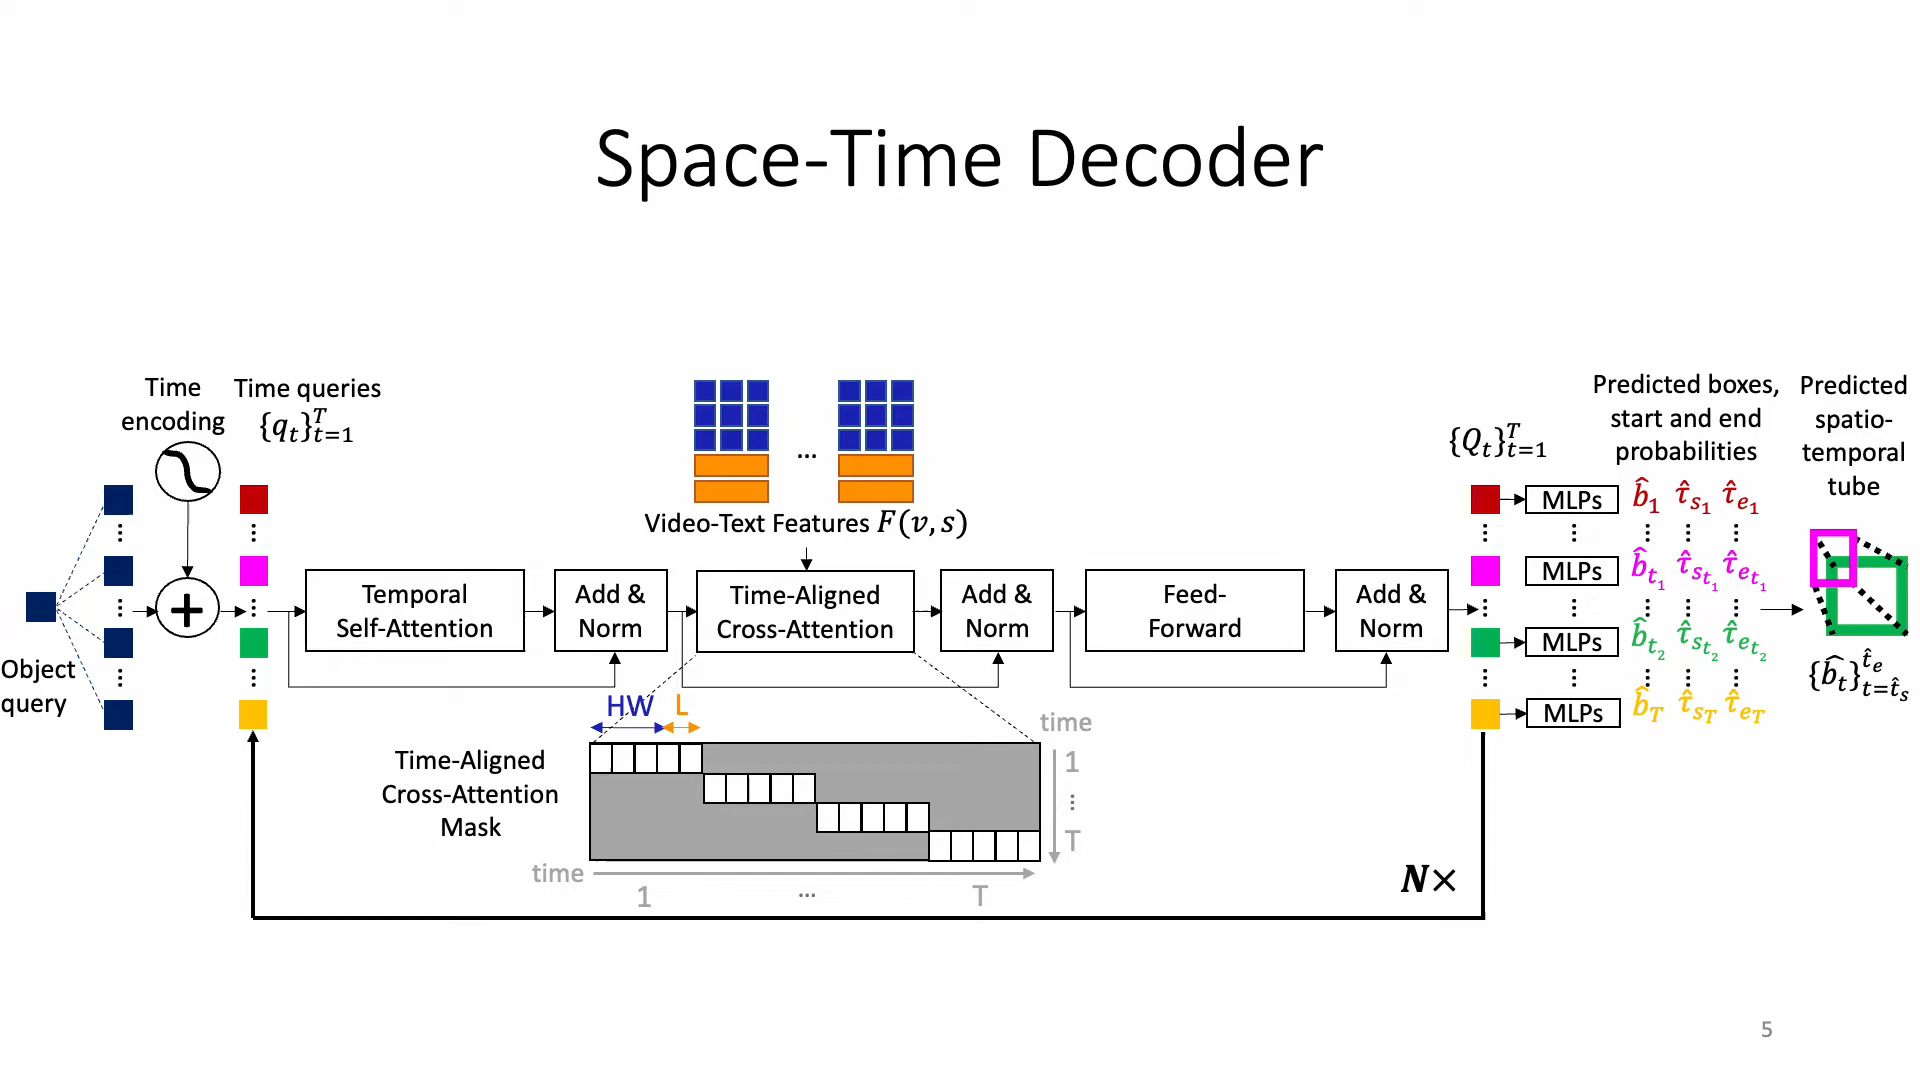 Space-Time Decoder
Time
encoding
Time queries
{q_t}_{t=1}^T
Object
query
+
Temporal
Self-Attention
Add &
Norm
...
Video-Text Features F(v, s)
Time-Aligned
Cross-Attention
Add &
Norm
Feed-
Forward
Add &
Norm
HW
L
Time-Aligned
Cross-Attention
Mask
time
1
⋮
T
time
1
...
T
N×
{Q_t}_{t=1}^T
MLPs
MLPs
MLPs
MLPs
Predicted boxes,
start and end
probabilities
b̂_1 τ̂_{s_1} τ̂_{e_1}
b̂_{t_1} τ̂_{s_{t_1}} τ̂_{e_{t_1}}
b̂_{t_2} τ̂_{s_{t_2}} τ̂_{e_{t_2}}
b̂_T τ̂_{s_T} τ̂_{e_T}
Predicted
spatio-
temporal
tube
{b̂_t}_{t=t̂_s}^{t̂_e}
5